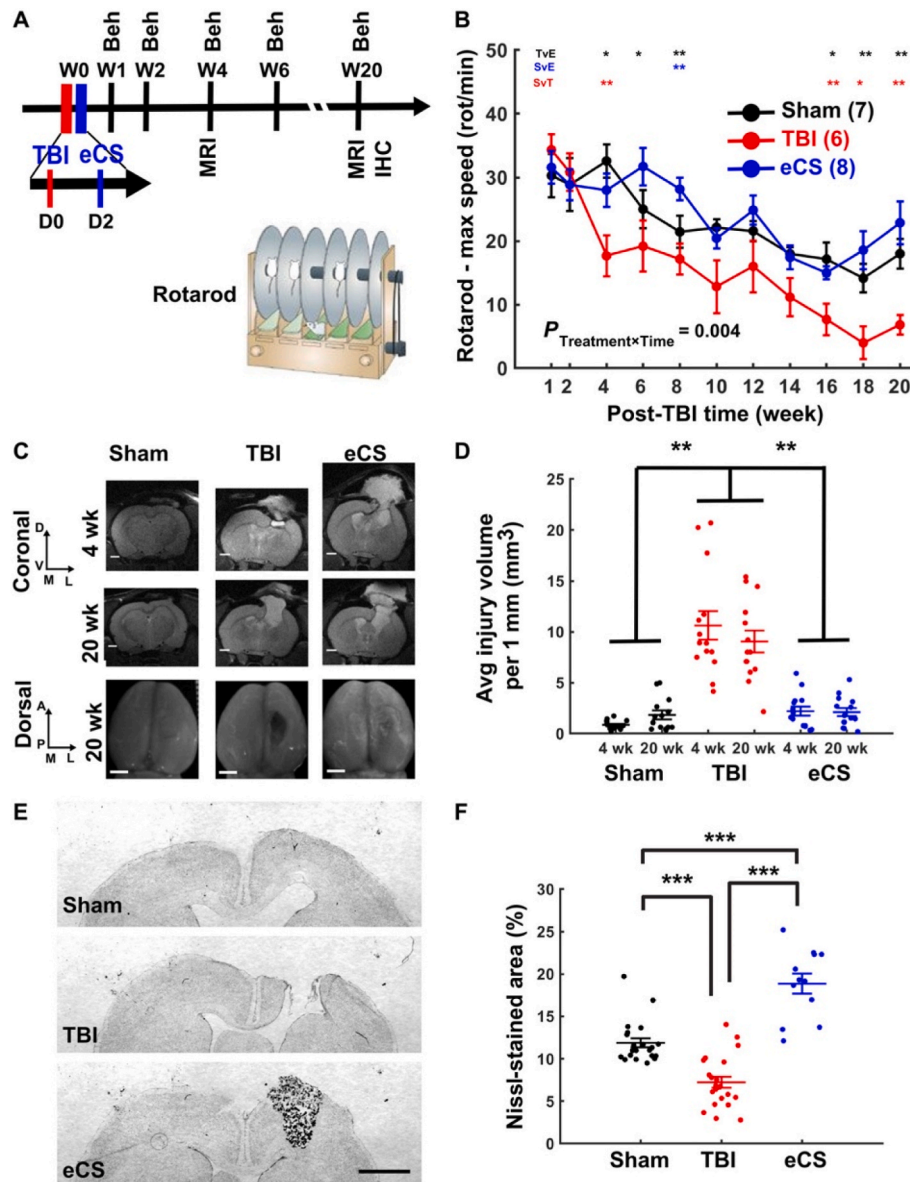 A
Beh
Beh
Beh
Beh
Beh
W0 W1 W2 W4 W6 W20
TBI eCS
MRI
MRI
IHC
D0 D2
Rotarod
B
Rotarod - max speed (rot/min)
50
40
30
20
10
0
TvE * * ** * ** **
SvE **
SvT ** ** * **
Sham (7)
TBI (6)
eCS (8)
P Treatment×Time = 0.004
1 2 4 6 8 10 12 14 16 18 20
Post-TBI time (week)
C
Sham TBI eCS
Coronal
D
V
M L
4 wk
20 wk
Dorsal
A
P
M L
20 wk
D
** **
Avg injury volume
per 1 mm (mm³)
25
20
15
10
5
0
4 wk 20 wk 4 wk 20 wk 4 wk 20 wk
Sham TBI eCS
E
Sham
TBI
eCS
F
***
*** ***
Nissl-stained area (%)
30
25
20
15
10
5
0
Sham TBI eCS